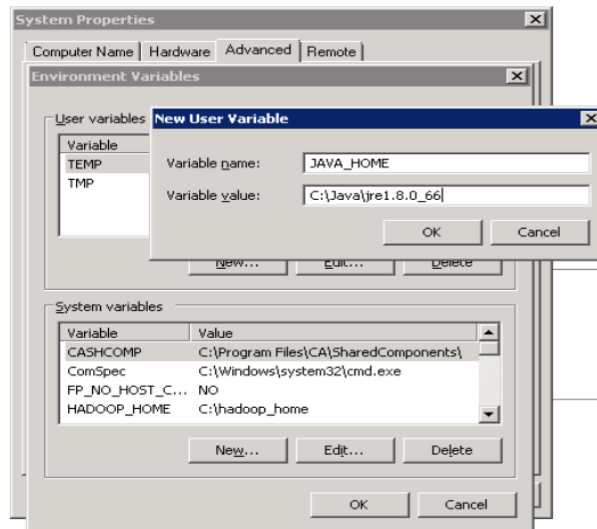 System Properties
Computer Name Hardware Advanced Remote
Environment Variables
User variables
New User Variable
Variable
TEMP
TMP
Variable name: JAVA_HOME
Variable value: C:\Java\jre1.8.0_66
OK Cancel
New... Edit... Delete
System variables
Variable Value
CASHCOMP C:\Program Files\CA\SharedComponents\
ComSpec C:\Windows\system32\cmd.exe
FP_NO_HOST_C... NO
HADOOP_HOME C:\hadoop_home
New... Edit... Delete
OK Cancel